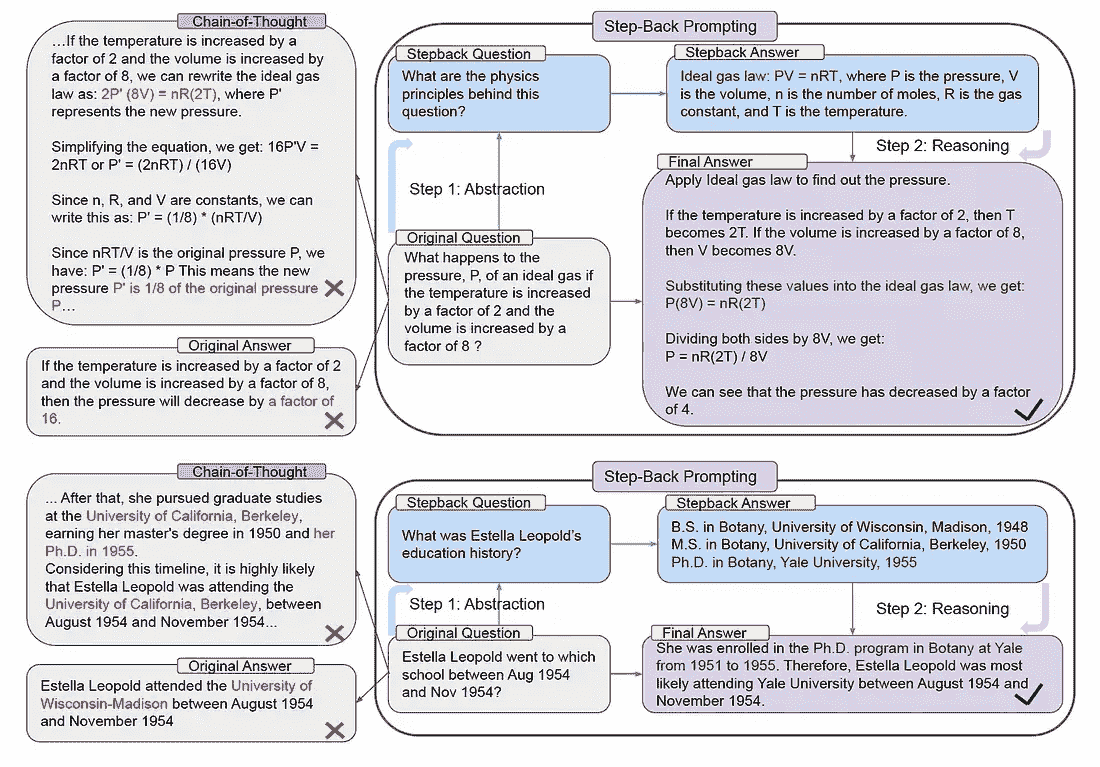 Chain-of-Thought
…If the temperature is increased by a
factor of 2 and the volume is increased by
a factor of 8, we can rewrite the ideal gas
law as: 2P' (8V) = nR(2T), where P'
represents the new pressure.
Simplifying the equation, we get: 16P'V =
2nRT or P' = (2nRT) / (16V)
Since n, R, and V are constants, we can
write this as: P' = (1/8) * (nRT/V)
Since nRT/V is the original pressure P, we
have: P' = (1/8) * P This means the new
pressure P' is 1/8 of the original pressure
P…
Original Answer
If the temperature is increased by a factor of 2
and the volume is increased by a factor of 8,
then the pressure will decrease by a factor of
16.
Step-Back Prompting
Stepback Question
What are the physics
principles behind this
question?
Stepback Answer
Ideal gas law: PV = nRT, where P is the pressure, V
is the volume, n is the number of moles, R is the gas
constant, and T is the temperature.
Step 1: Abstraction
Step 2: Reasoning
Original Question
What happens to the
pressure, P, of an ideal gas if
the temperature is increased
by a factor of 2 and the
volume is increased by a
factor of 8 ?
Final Answer
Apply Ideal gas law to find out the pressure.
If the temperature is increased by a factor of 2, then T
becomes 2T. If the volume is increased by a factor of 8,
then V becomes 8V.
Substituting these values into the ideal gas law, we get:
P(8V) = nR(2T)
Dividing both sides by 8V, we get:
P = nR(2T) / 8V
We can see that the pressure has decreased by a factor
of 4.
Chain-of-Thought
... After that, she pursued graduate studies
at the University of California, Berkeley,
earning her master's degree in 1950 and her
Ph.D. in 1955.
Considering this timeline, it is highly likely
that Estella Leopold was attending the
University of California, Berkeley, between
August 1954 and November 1954...
Original Answer
Estella Leopold attended the University of
Wisconsin-Madison between August 1954
and November 1954
Step-Back Prompting
Stepback Question
What was Estella Leopold's
education history?
Stepback Answer
B.S. in Botany, University of Wisconsin, Madison, 1948
M.S. in Botany, University of California, Berkeley, 1950
Ph.D. in Botany, Yale University, 1955
Step 1: Abstraction
Step 2: Reasoning
Original Question
Estella Leopold went to which
school between Aug 1954
and Nov 1954?
Final Answer
She was enrolled in the Ph.D. program in Botany at Yale
from 1951 to 1955. Therefore, Estella Leopold was most
likely attending Yale University between August 1954 and
November 1954.